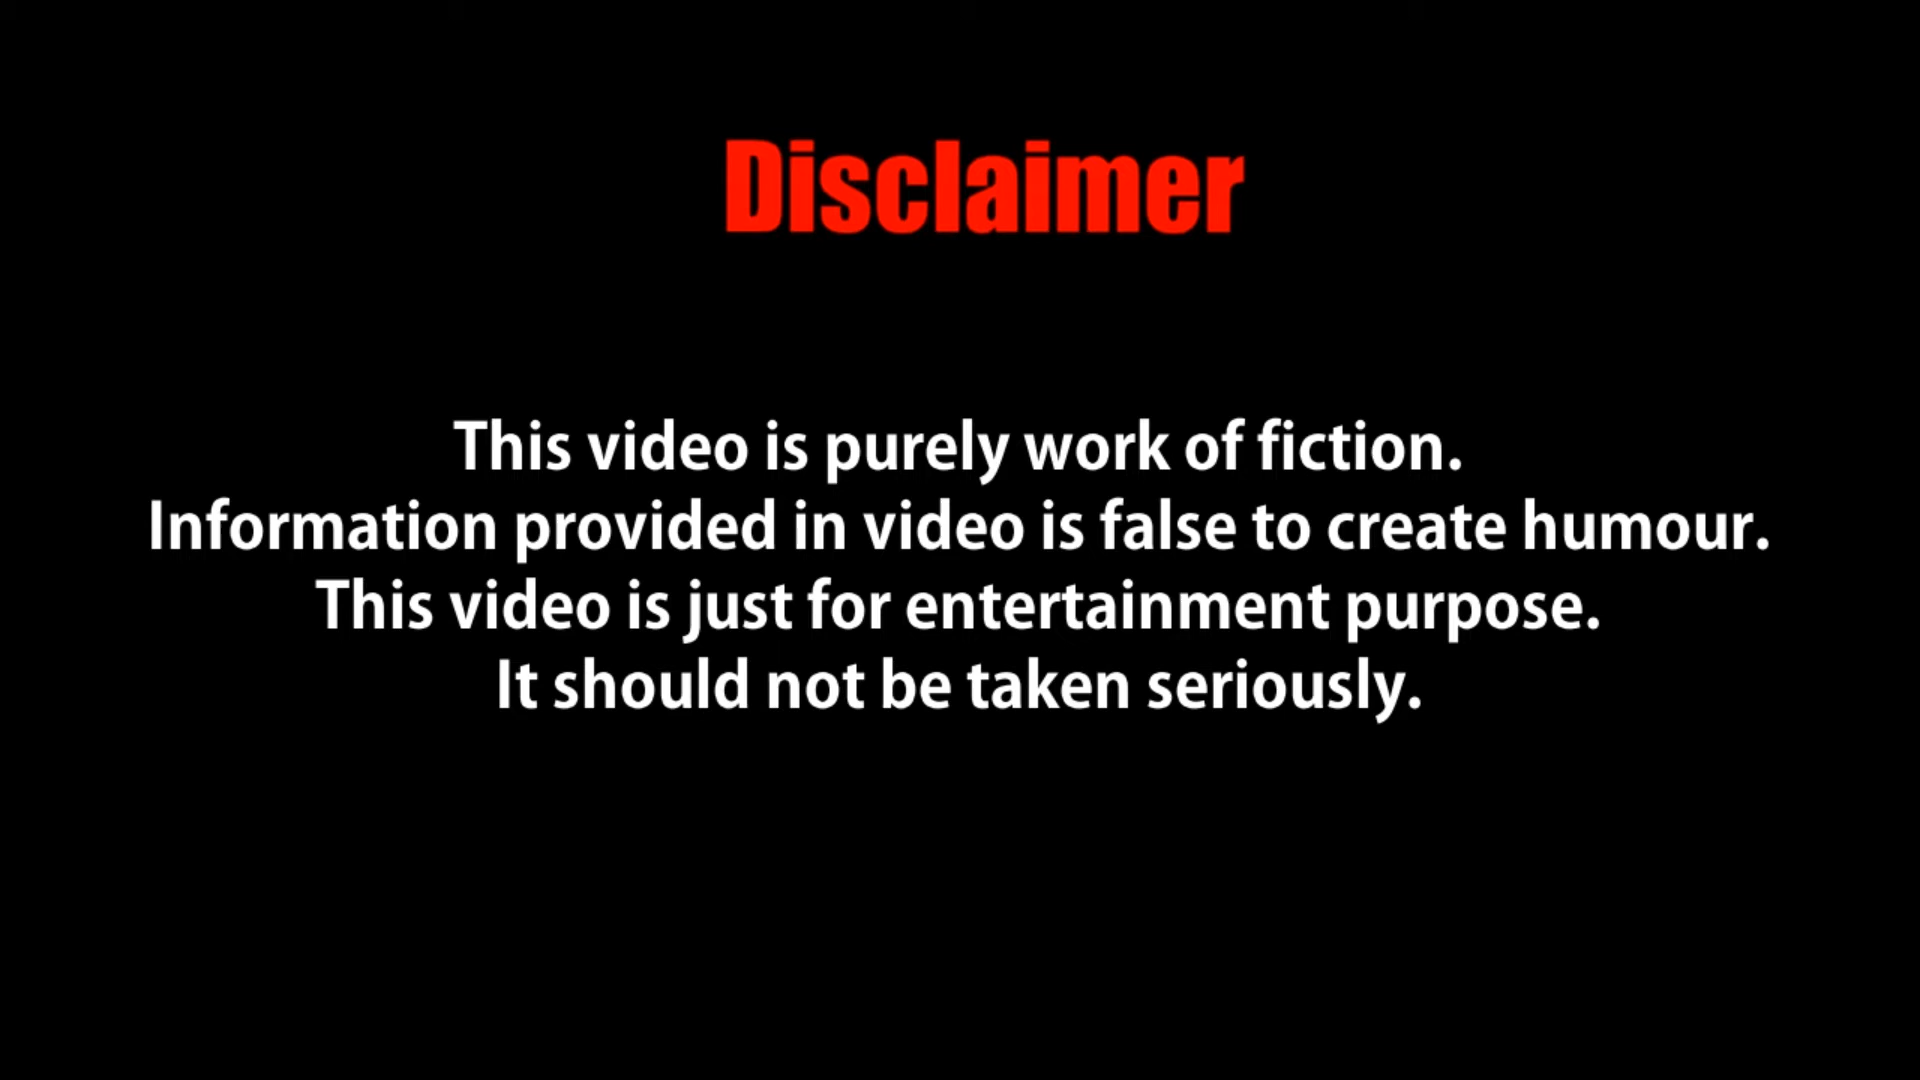 Disclaimer
This video is purely work of fiction.
Information provided in video is false to create humour.
This video is just for entertainment purpose.
It should not be taken seriously.